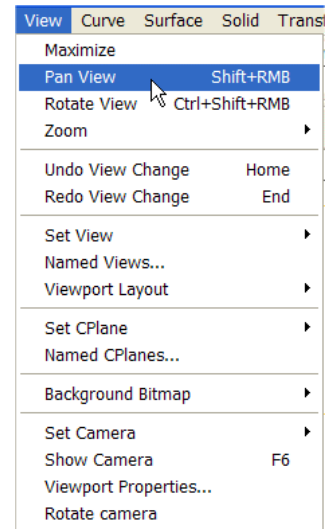 View Curve Surface Solid
Maximize
Pan View Shift+RMB
Rotate View Ctrl+Shift+RMB
Zoom
Undo View Change Home
Redo View Change End
Set View
Named Views...
Viewport Layout
Set CPlane
Named CPlanes...
Background Bitmap
Set Camera
Show Camera F6
Viewport Properties...
Rotate camera